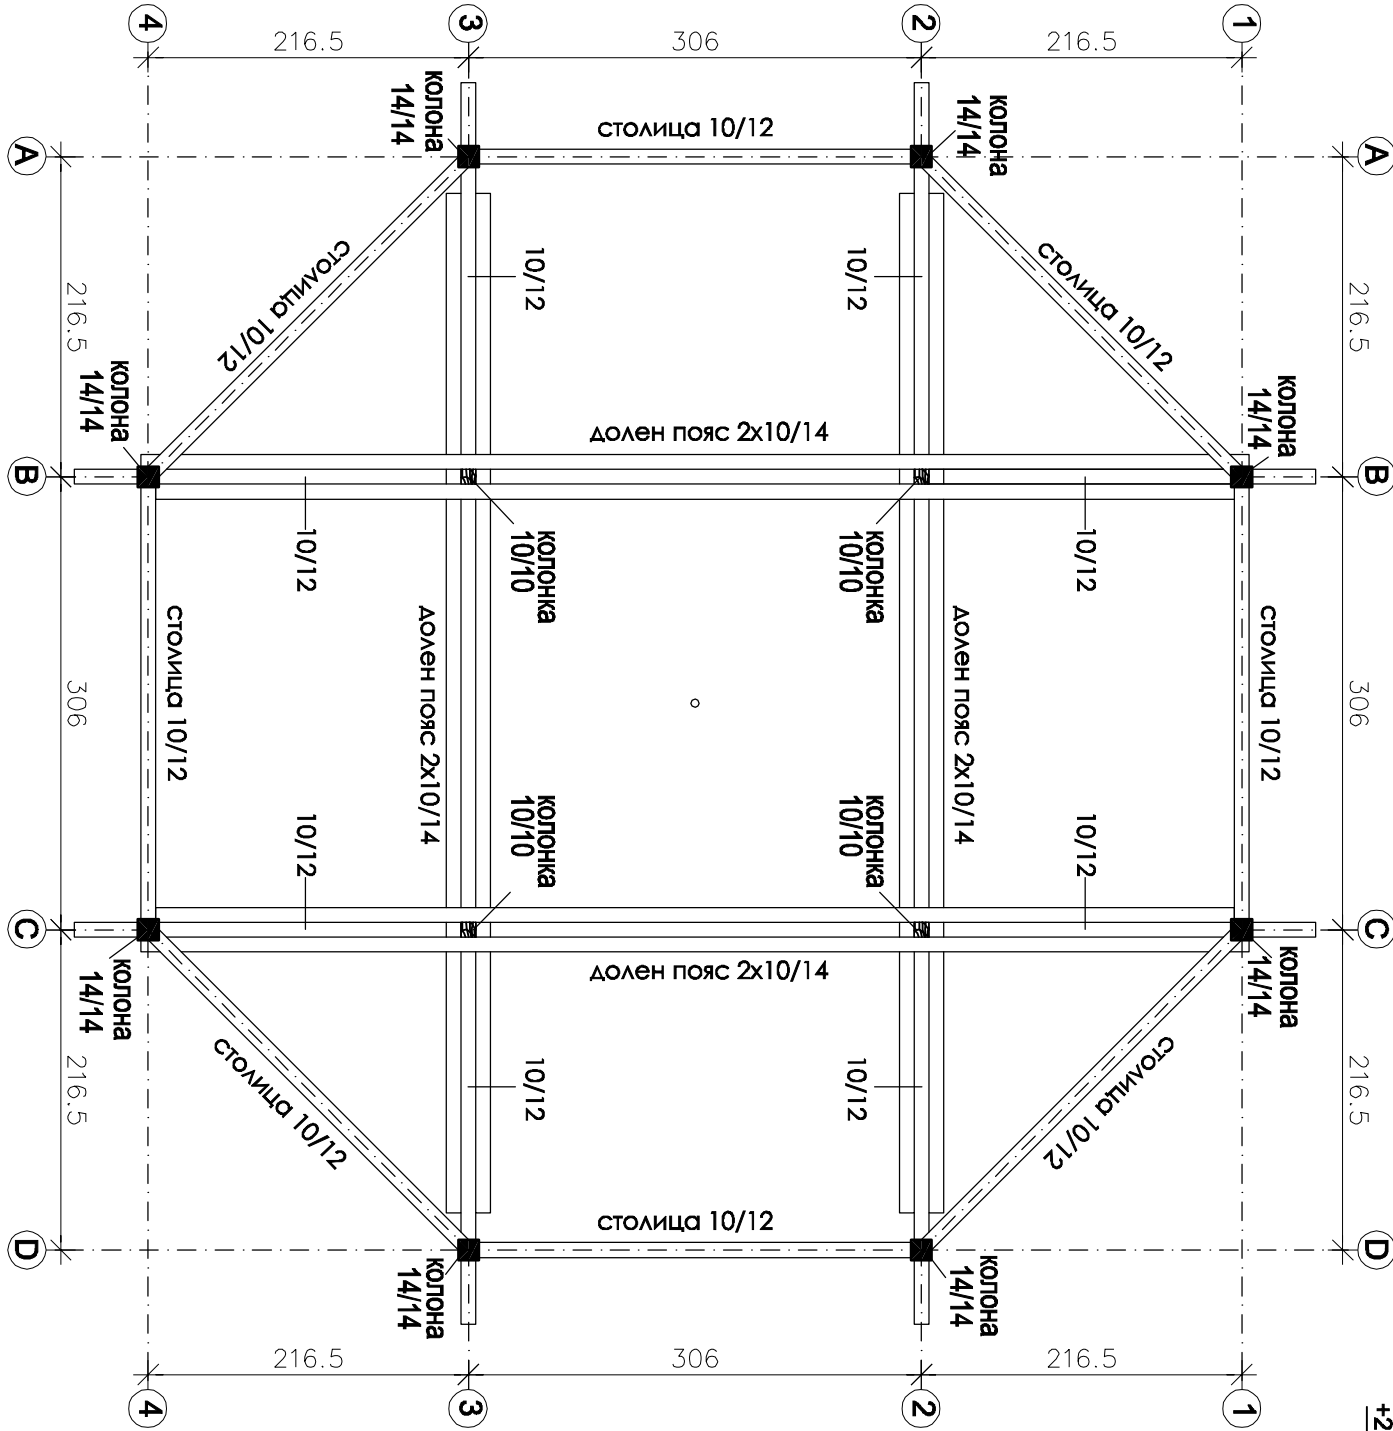 4
3
2
1
216.5
306
216.5
колона
14/14
колона
14/14
A
A
столица 10/12
столица 10/12
столица 10/12
10/12
10/12
216.5
216.5
колона
14/14
колона
14/14
долен пояс 2x10/14
B
B
10/12
колонка
10/10
колонка
10/10
10/12
столица 10/12
долен пояс 2x10/14
долен пояс 2x10/14
столица 10/12
306
306
10/12
колонка
10/10
колонка
10/10
10/12
C
C
долен пояс 2x10/14
колона
14/14
колона
14/14
216.5
216.5
столица 10/12
10/12
10/12
столица 10/12
столица 10/12
D
D
колона
14/14
колона
14/14
216.5
306
216.5
4
3
2
1
+2